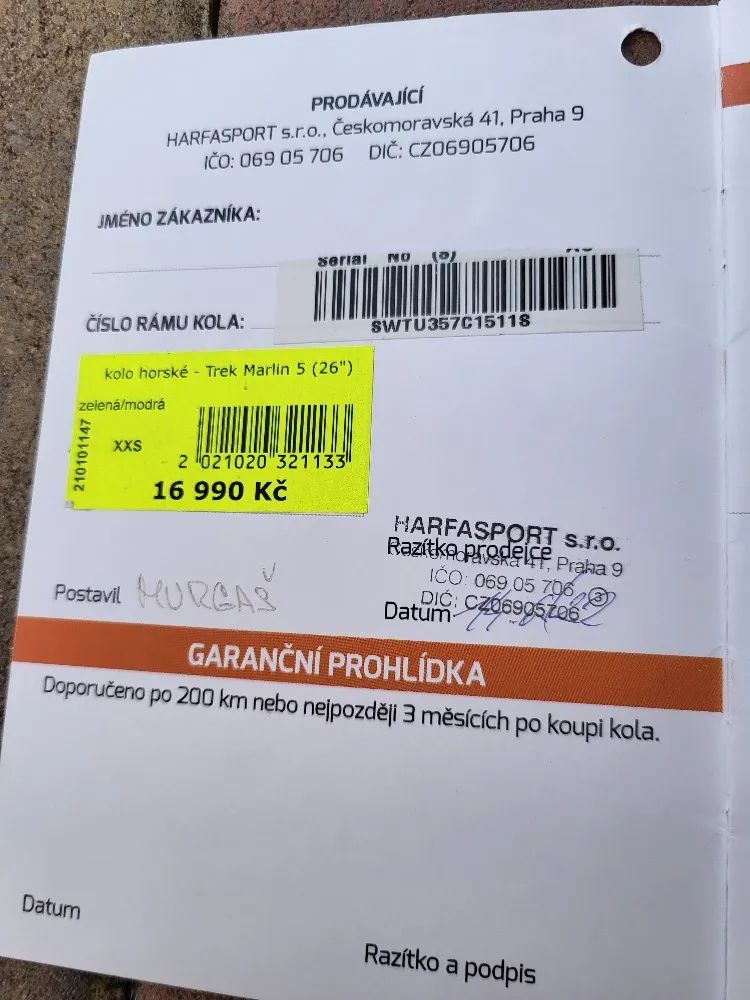 PRODÁVAJÍCÍ
HARFASPORT s.r.o., Českomoravská 41, Praha 9
IČO: 069 05 706 DIČ: CZ06905706
JMÉNO ZÁKAZNÍKA:
Serial No (S)
ČÍSLO RÁMU KOLA:
SWTU357C1511S
kolo horské - Trek Marlin 5 (26")
zelená/modrá
210101147
XXS
2 021020 321133
16 990 Kč
HARFASPORT s.r.o.
Razítko prodejce
Českomoravská 41, Praha 9
IČO: 069 05 706
DIČ: CZ06905706
3
Postavil MURGAŠ
Datum
GARANČNÍ PROHLÍDKA
Doporučeno po 200 km nebo nejpozději 3 měsících po koupi kola.
Datum
Razítko a podpis